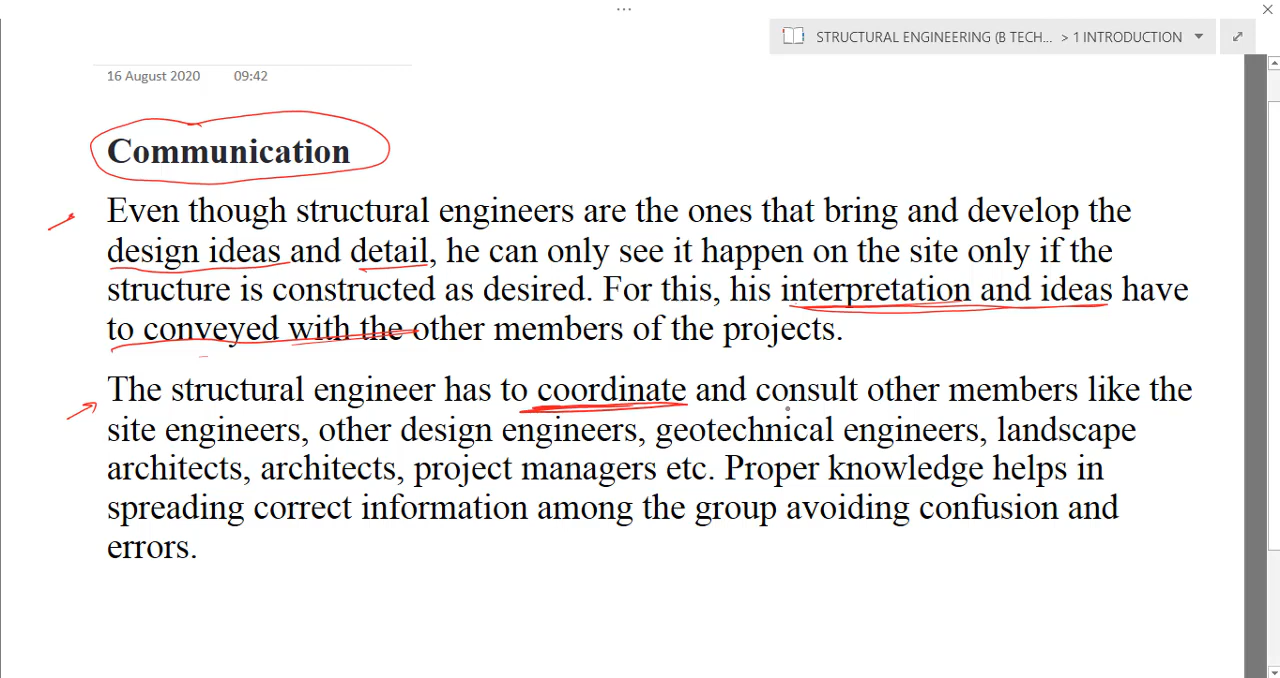 STRUCTURAL ENGINEERING (B TECH... > 1 INTRODUCTION
16 August 2020 09:42
Communication
Even though structural engineers are the ones that bring and develop the
design ideas and detail, he can only see it happen on the site only if the
structure is constructed as desired. For this, his interpretation and ideas have
to conveyed with the other members of the projects.
The structural engineer has to coordinate and consult other members like the
site engineers, other design engineers, geotechnical engineers, landscape
architects, architects, project managers etc. Proper knowledge helps in
spreading correct information among the group avoiding confusion and
errors.